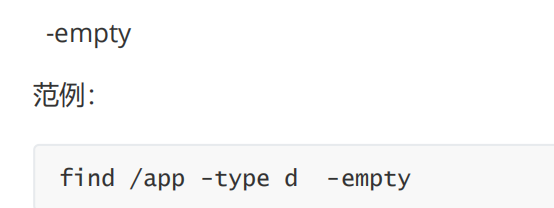 -empty
范例：
find /app -type d  -empty